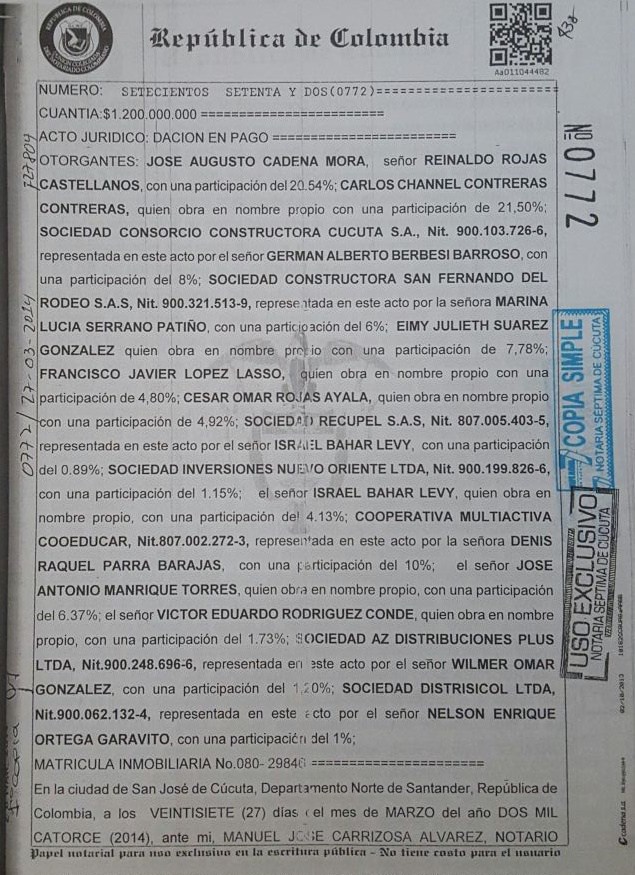 República de Colombia
Aa011044482
NUMERO: SETECIENTOS SETENTA Y DOS(0772)=======================
CUANTIA:$1.200.000.000 =======================
ACTO JURIDICO: DACION EN PAGO =======================
OTORGANTES: JOSE AUGUSTO CADENA MORA, señor REINALDO ROJAS
CASTELLANOS, con una participación del 20.54%; CARLOS CHANNEL CONTRERAS
CONTRERAS, quien obra en nombre propio con una participación de 21,50%;
SOCIEDAD CONSORCIO CONSTRUCTORA CUCUTA S.A., Nit. 900.103.726-6,
representada en este acto por el señor GERMAN ALBERTO BERBESI BARROSO, con
una participación del 8%; SOCIEDAD CONSTRUCTORA SAN FERNANDO DEL
RODEO S.A.S, Nit. 900.321.513-9, representada en este acto por la señora MARINA
LUCIA SERRANO PATIÑO, con una participación del 6%; EIMY JULIETH SUAREZ
GONZALEZ quien obra en nombre propio con una participación de 7,78%;
FRANCISCO JAVIER LOPEZ LASSO, quien obra en nombre propio con una
participación de 4,80%; CESAR OMAR ROJAS AYALA, quien obra en nombre propio
con una participación de 4,92%; SOCIEDAD RECUPEL S.A.S, Nit. 807.005.403-5,
representada en este acto por el señor ISRAEL BAHAR LEVY, con una participación
del 0.89%; SOCIEDAD INVERSIONES NUEVO ORIENTE LTDA, Nit. 900.199.826-6,
con una participación del 1.15%; el señor ISRAEL BAHAR LEVY, quien obra en
nombre propio, con una participación del 4.13%; COOPERATIVA MULTIACTIVA
COOEDUCAR, Nit.807.002.272-3, representada en este acto por la señora DENIS
RAQUEL PARRA BARAJAS, con una participación del 10%; el señor JOSE
ANTONIO MANRIQUE TORRES, quien obra en nombre propio, con una participación
del 6.37%; el señor VICTOR EDUARDO RODRIGUEZ CONDE, quien obra en nombre
propio, con una participación del 1.73%; SOCIEDAD AZ DISTRIBUCIONES PLUS
LTDA, Nit.900.248.696-6, representada en este acto por el señor WILMER OMAR
GONZALEZ, con una participación del 1,20%; SOCIEDAD DISTRISICOL LTDA,
Nit.900.062.132-4, representada en este acto por el señor NELSON ENRIQUE
ORTEGA GARAVITO, con una participación del 1%;
MATRICULA INMOBILIARIA No.080- 29846 =====================
En la ciudad de San José de Cúcuta, Departamento Norte de Santander, República de
Colombia, a los VEINTISIETE (27) días del mes de MARZO del año DOS MIL
CATORCE (2014), ante mi, MANUEL JOSE CARRIZOSA ALVAREZ, NOTARIO
Papel notarial para uso exclusivo en la escritura pública - No tiene costo para el usuario
0772
COPIA SIMPLE
NOTARIA SÉPTIMA DE CÚCUTA
USO EXCLUSIVO
NOTARIA SÉPTIMA DE CUCUTA
0772/27-03-2014
727804
02/10/2013
cadena s.a.